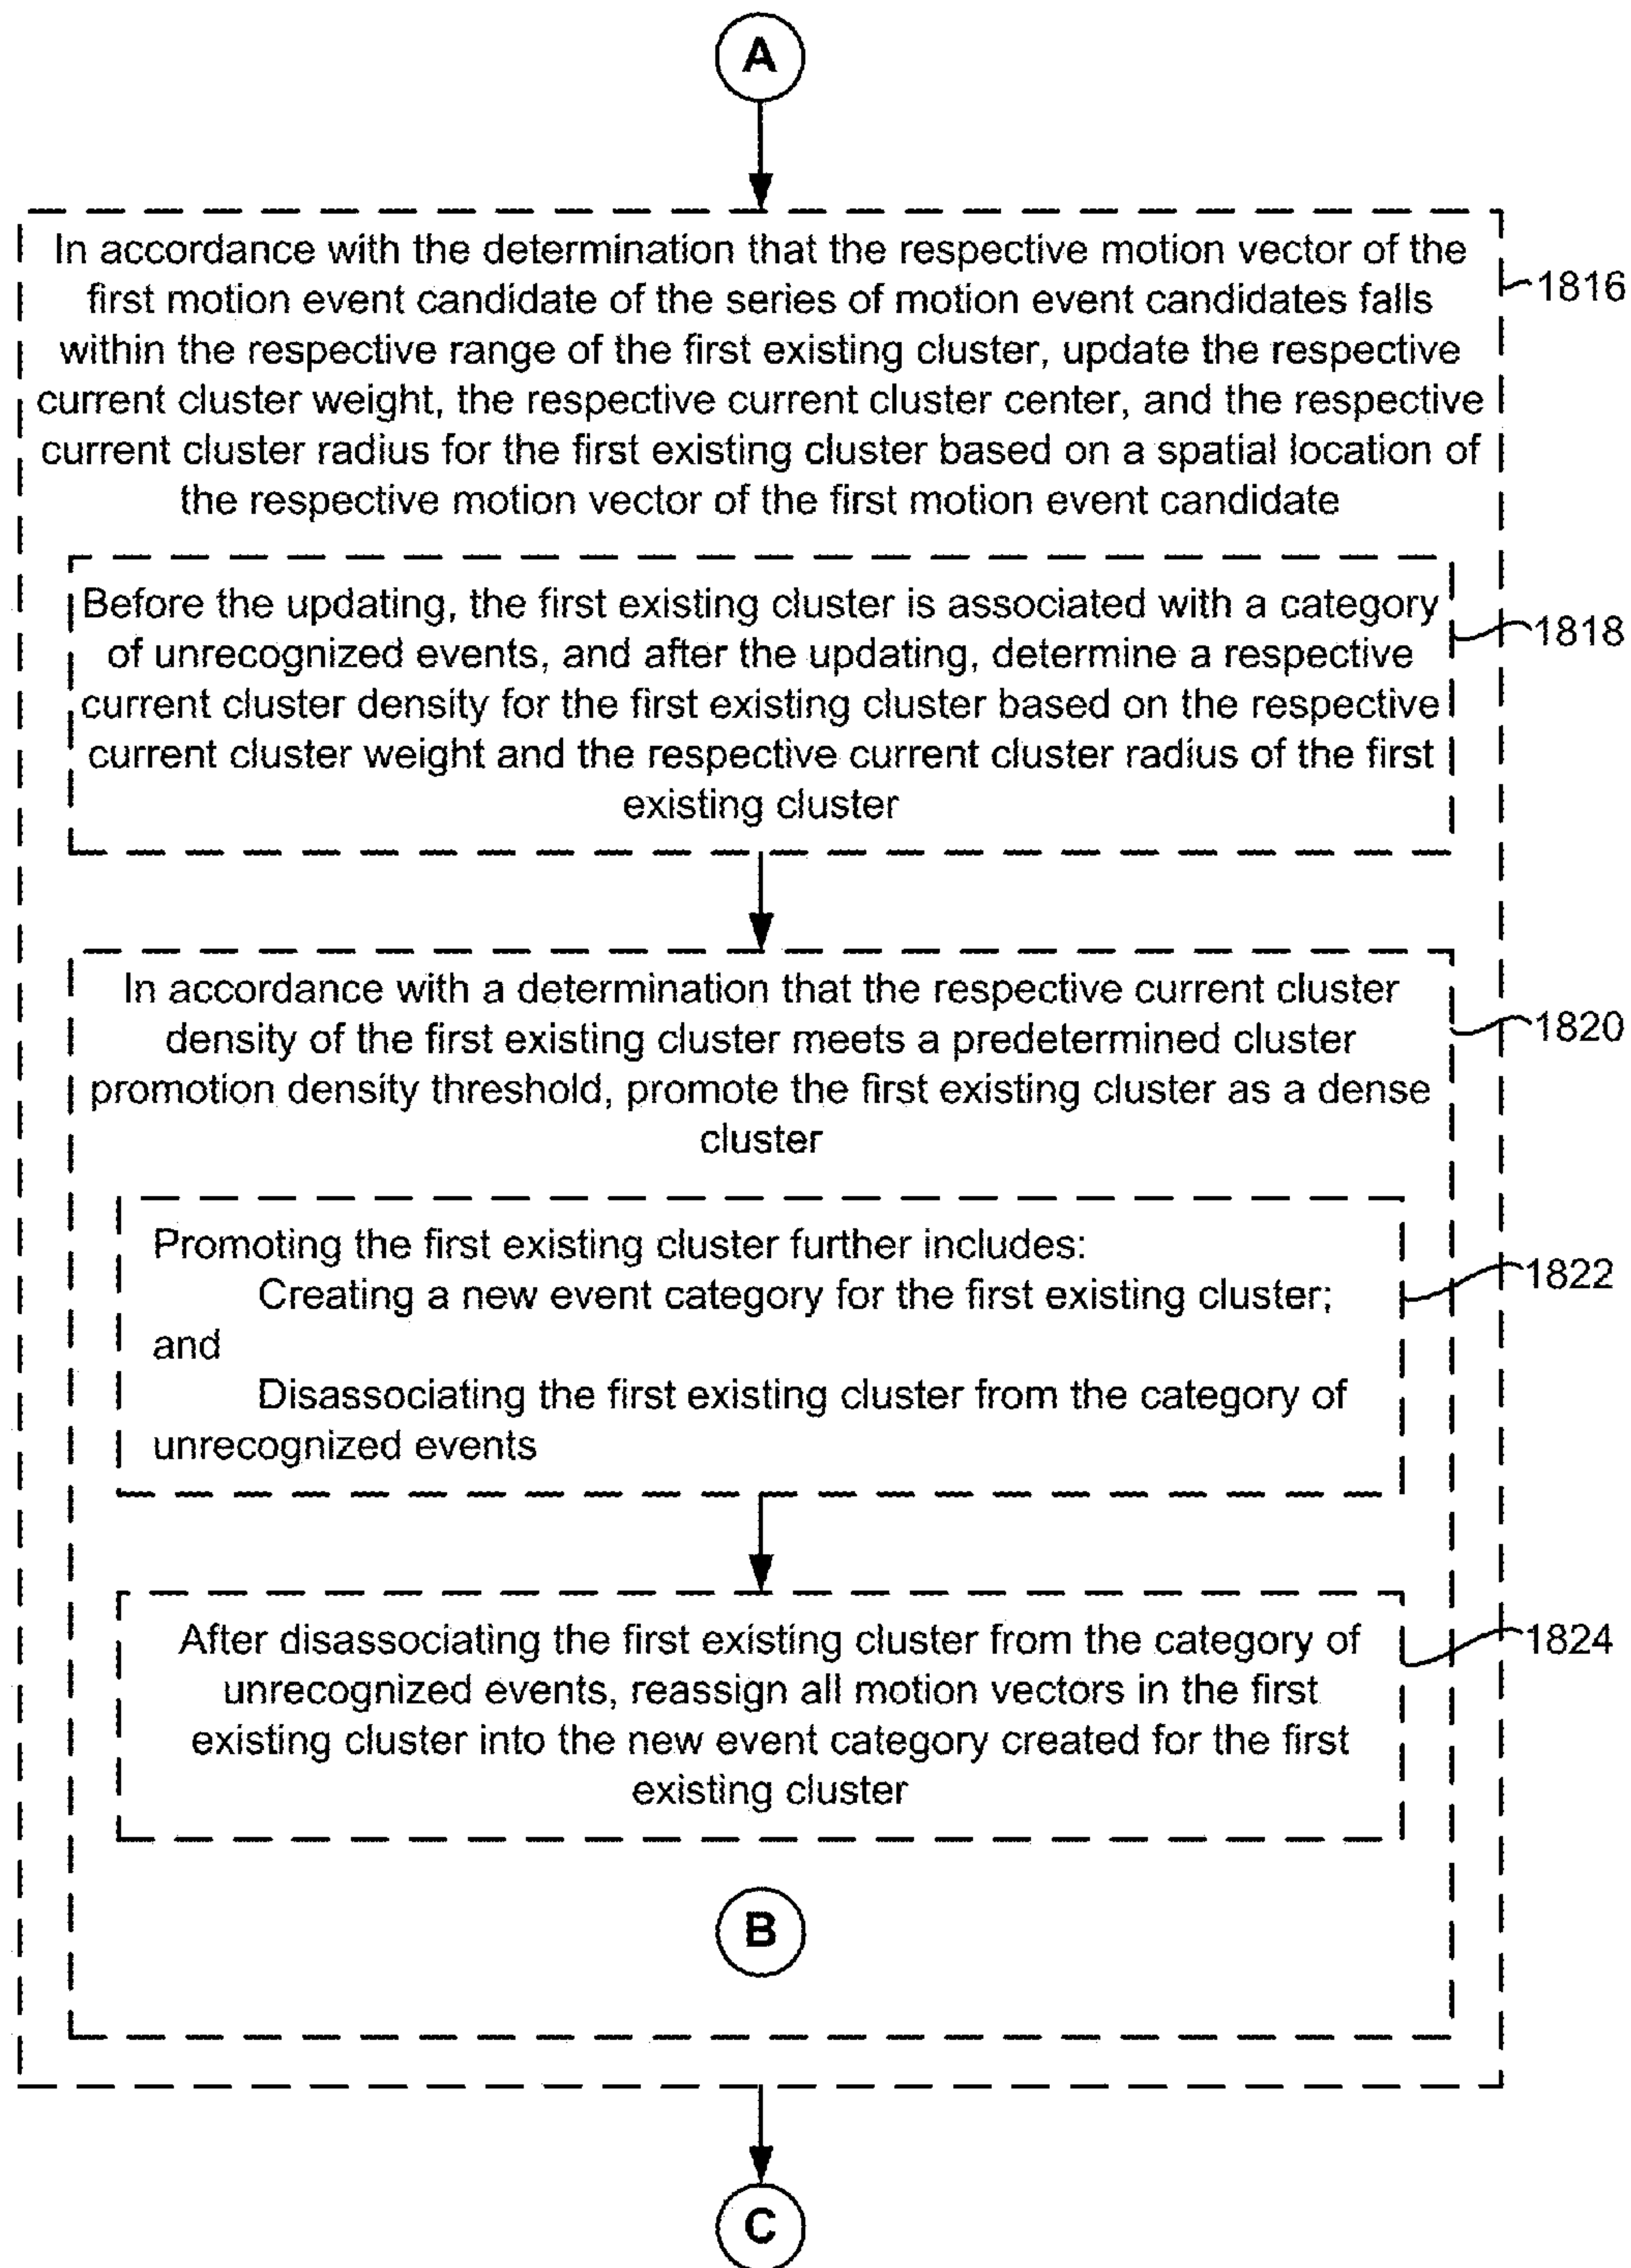 A
In accordance with the determination that the respective motion vector of the
first motion event candidate of the series of motion event candidates falls
within the respective range of the first existing cluster, update the respective
current cluster weight, the respective current cluster center, and the respective
current cluster radius for the first existing cluster based on a spatial location of
the respective motion vector of the first motion event candidate
1816
Before the updating, the first existing cluster is associated with a category
of unrecognized events, and after the updating, determine a respective
current cluster density for the first existing cluster based on the respective
current cluster weight and the respective current cluster radius of the first
existing cluster
1818
In accordance with a determination that the respective current cluster
density of the first existing cluster meets a predetermined cluster
promotion density threshold, promote the first existing cluster as a dense
cluster
1820
Promoting the first existing cluster further includes:
Creating a new event category for the first existing cluster;
and
Disassociating the first existing cluster from the category of
unrecognized events
1822
After disassociating the first existing cluster from the category of
unrecognized events, reassign all motion vectors in the first
existing cluster into the new event category created for the first
existing cluster
1824
B
C